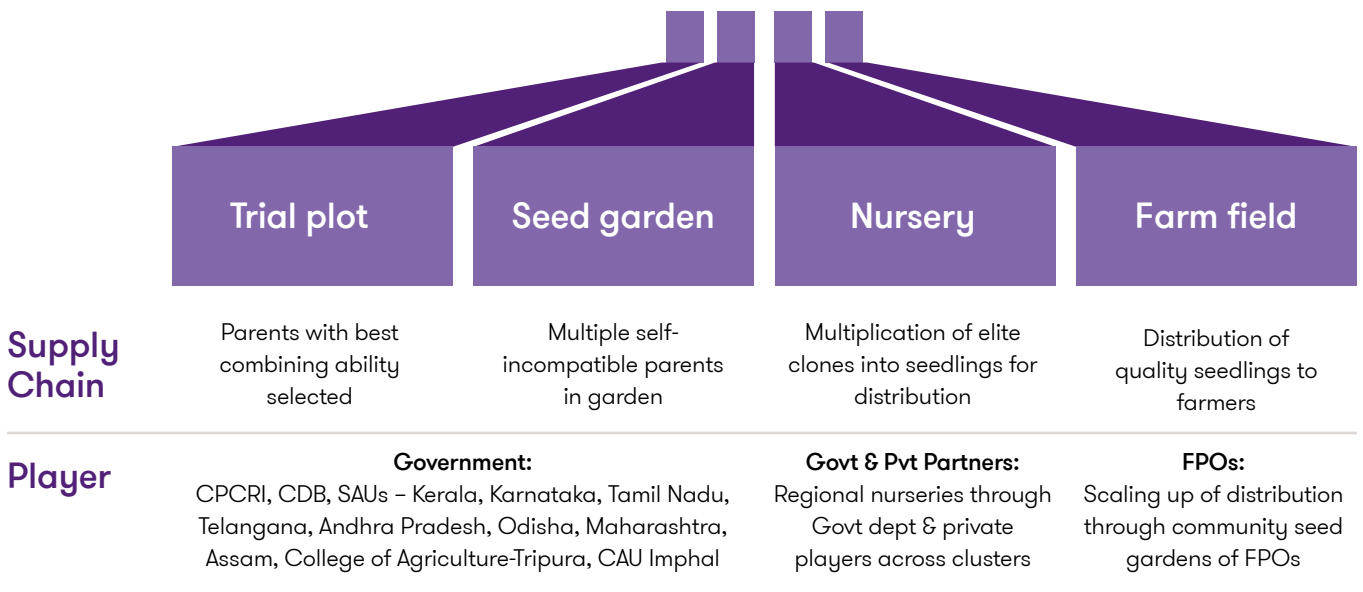 Trial plot
Seed garden
Nursery
Farm field
Supply
Chain
Parents with best
combining ability
selected
Multiple self-
incompatible parents
in garden
Multiplication of elite
clones into seedlings for
distribution
Distribution of
quality seedlings to
farmers
Player
Government:
CPCRI, CDB, SAUs – Kerala, Karnataka, Tamil Nadu,
Telangana, Andhra Pradesh, Odisha, Maharashtra,
Assam, College of Agriculture-Tripura, CAU Imphal
Govt & Pvt Partners:
Regional nurseries through
Govt dept & private
players across clusters
FPOs:
Scaling up of distribution
through community seed
gardens of FPOs